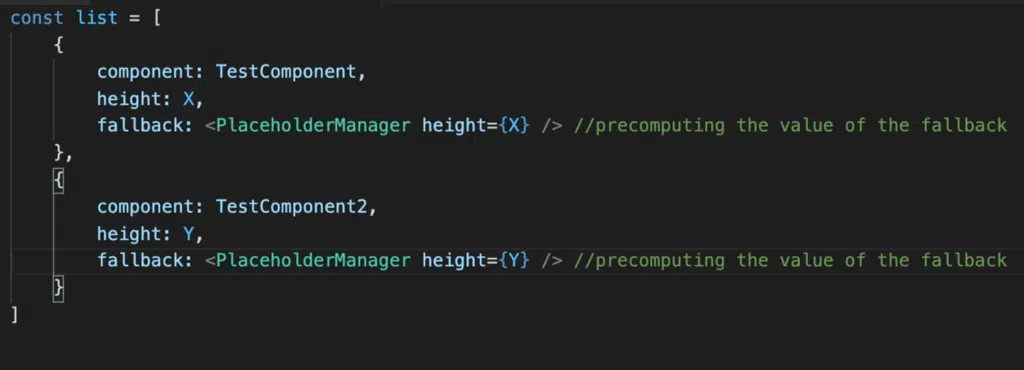 const list = [
    {
        component: TestComponent,
        height: X,
        fallback: <PlaceholderManager height={X} /> //precomputing the value of the fallback
    },
    {
        component: TestComponent2,
        height: Y,
        fallback: <PlaceholderManager height={Y} /> //precomputing the value of the fallback
    }
]